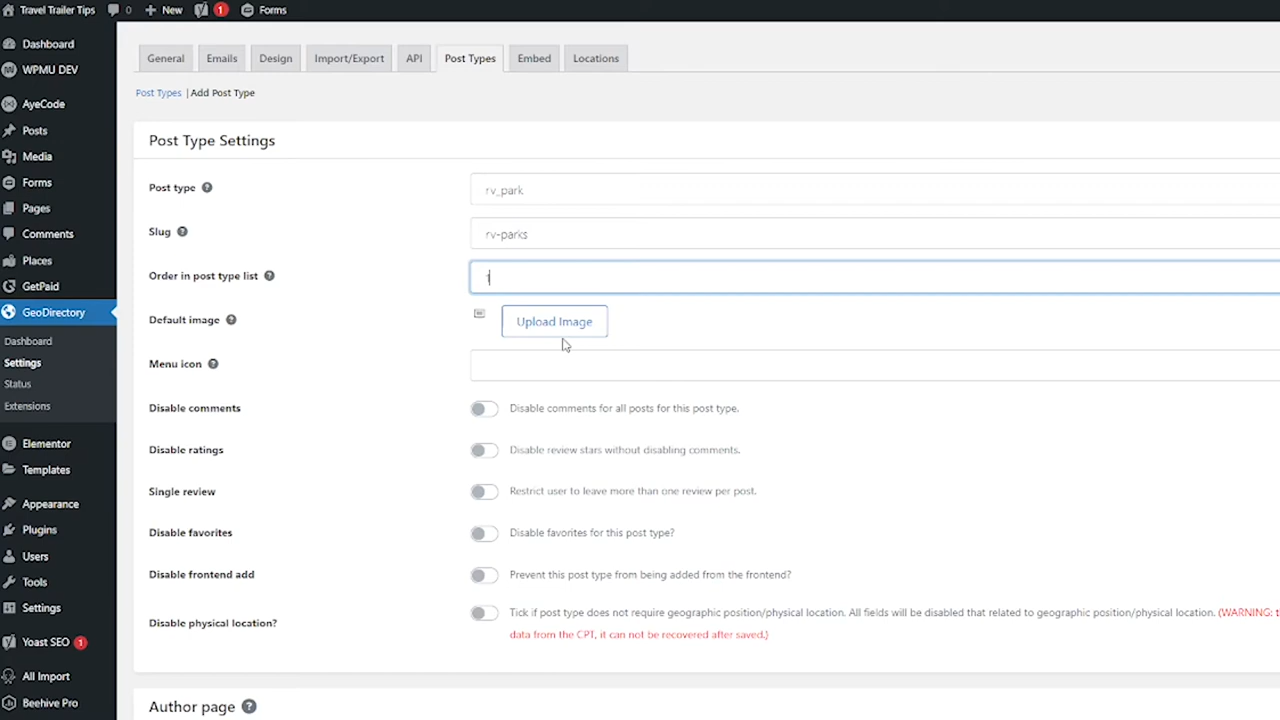 Travel Trailer Tips 0 New 1 Forms
Dashboard
WPMU DEV
AyeCode
Posts
Media
Forms
Pages
Comments
Places
GetPaid
GeoDirectory
Dashboard
Settings
Status
Extensions
Elementor
Templates
Appearance
Plugins
Users
Tools
Settings
Yoast SEO 1
All Import
Beehive Pro
General Emails Design Import/Export API Post Types Embed Locations
Post Types | Add Post Type
Post Type Settings
Post type ? rv_park
Slug ? rv-parks
Order in post type list ? 1
Default image ? Upload Image
Menu icon ?
Disable comments Disable comments for all posts for this post type.
Disable ratings Disable review stars without disabling comments.
Single review Restrict user to leave more than one review per post.
Disable favorites Disable favorites for this post type?
Disable frontend add Prevent this post type from being added from the frontend?
Disable physical location? Tick if post type does not require geographic position/physical location. All fields will be disabled that related to geographic position/physical location. (WARNING:
data from the CPT, it can not be recovered after saved.)
Author page ?